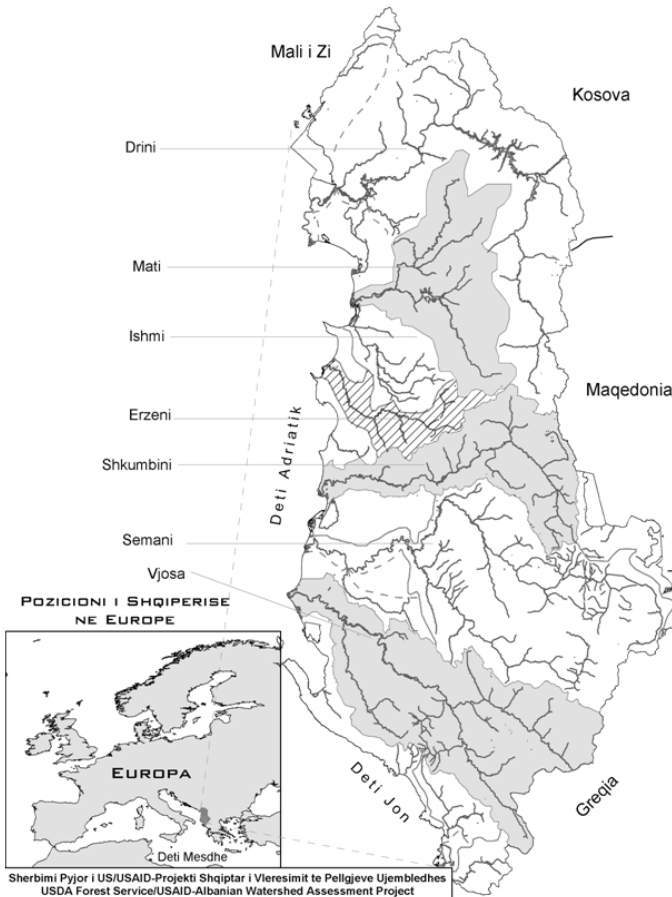 Mali i Zi
Kosova
Drini
Mati
Ishmi
Maqedonia
Erzeni
Deti Adriatik
Shkumbini
Semani
Vjosa
POZICIONI I SHQIPERISE
NE EUROPE
EUROPA
Deti Jon
Greqia
Deti Mesdhe
Sherbimi Pyjor i US/USAID-Projekti Shqiptar i Vleresimit te Pellgjeve Ujembledhes
USDA Forest Service/USAID-Albanian Watershed Assessment Project